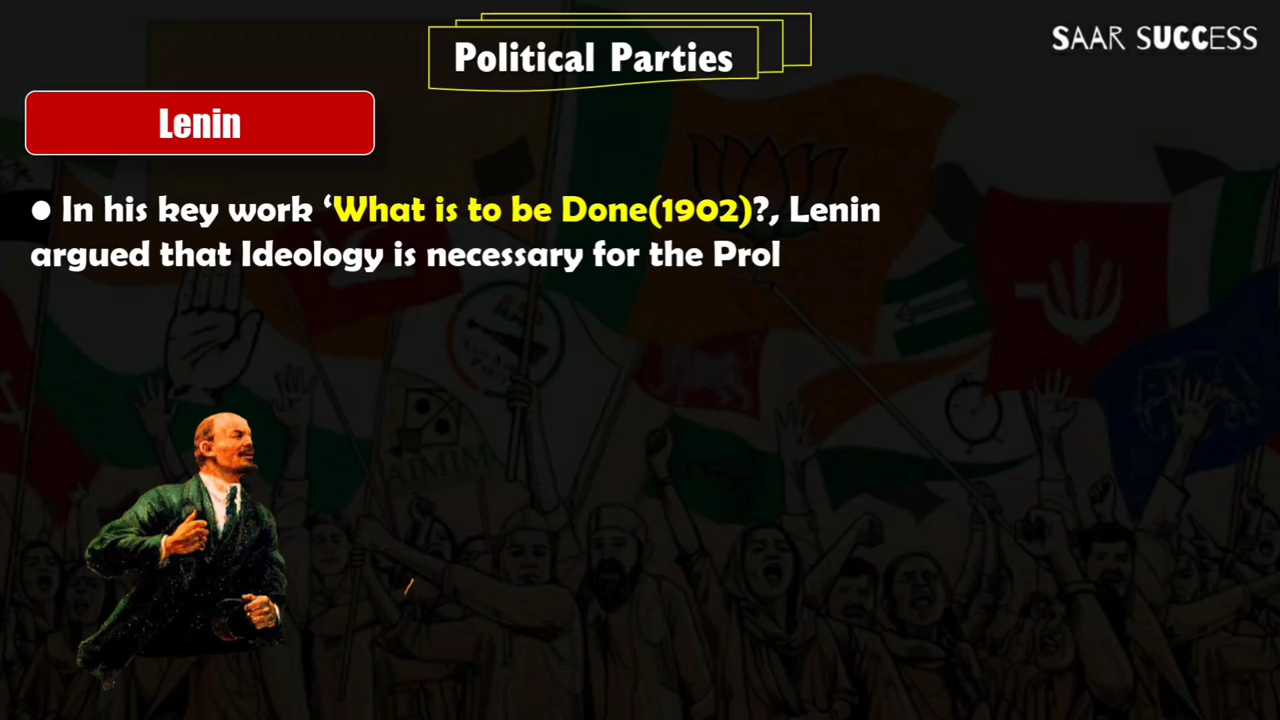 Political Parties
SAAR SUCCESS
Lenin
● In his key work ‘What is to be Done(1902)?, Lenin
argued that Ideology is necessary for the Prol
AIMIM